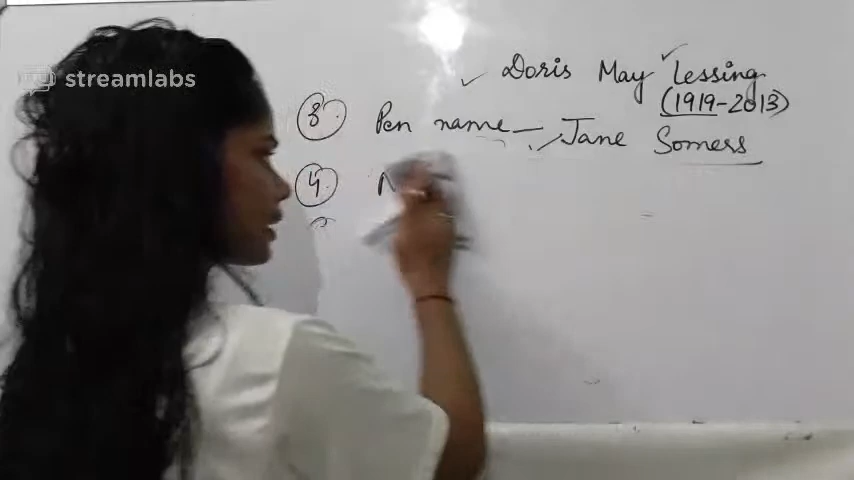 streamlabs
Doris May Lessing
(1919-2013)
3 Pen name - Jane Somers
4